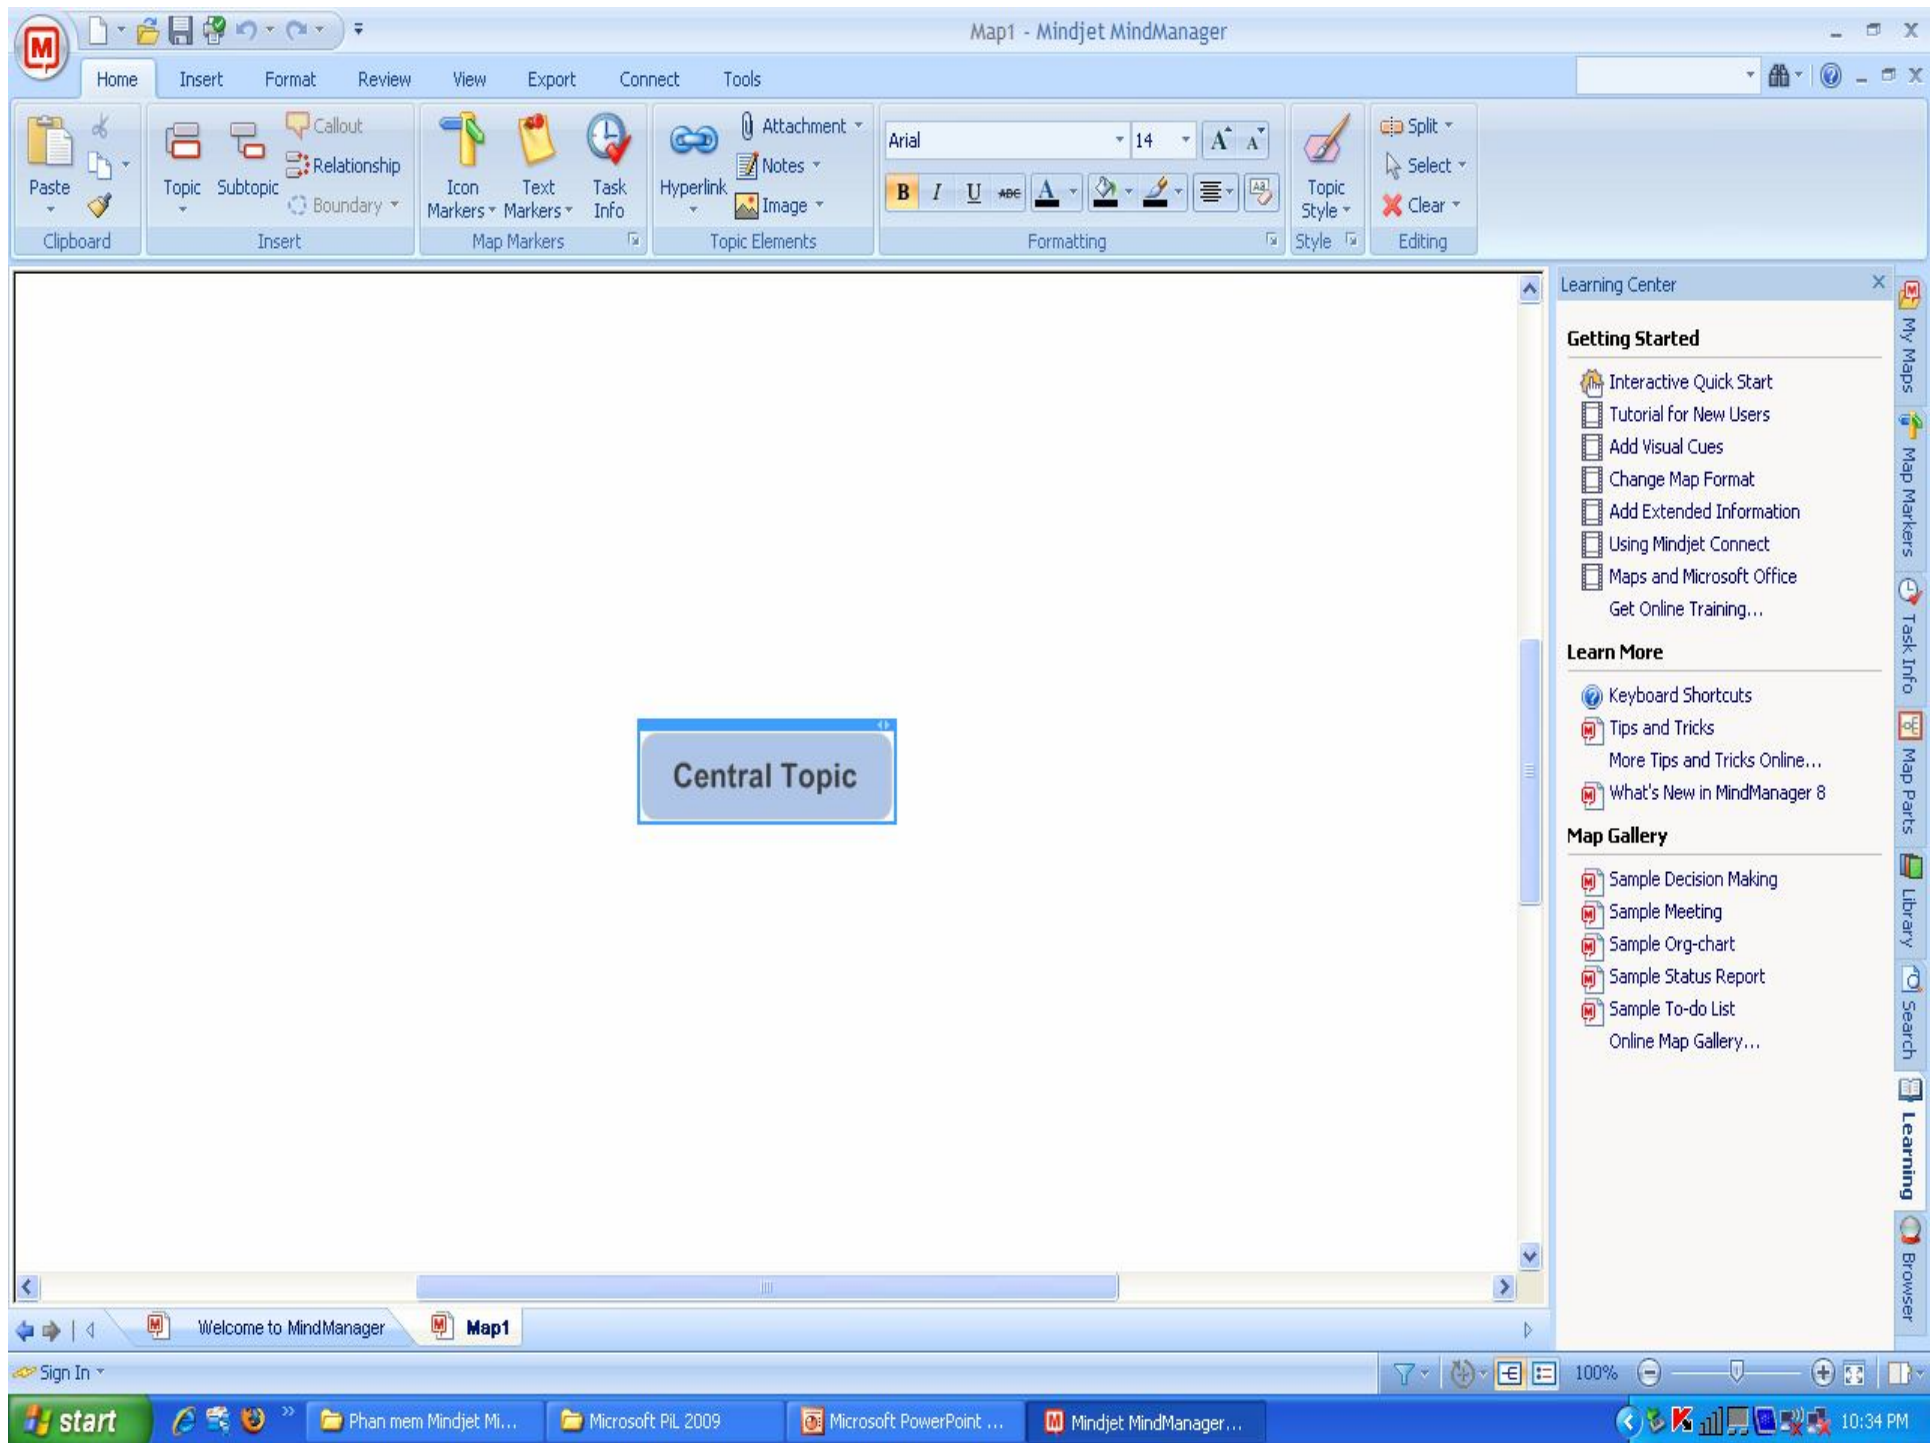 Map1 - Mindjet MindManager
Home Insert Format Review View Export Connect Tools
Paste
Clipboard
Topic
Subtopic
Callout
Relationship
Boundary
Insert
Icon Markers
Text Markers
Task Info
Map Markers
Hyperlink
Attachment
Notes
Image
Topic Elements
Arial 14
B I U ABC A
Formatting
Topic Style
Style
Split
Select
Clear
Editing
Central Topic
Learning Center
Getting Started
Interactive Quick Start
Tutorial for New Users
Add Visual Cues
Change Map Format
Add Extended Information
Using Mindjet Connect
Maps and Microsoft Office
Get Online Training...
Learn More
Keyboard Shortcuts
Tips and Tricks
More Tips and Tricks Online...
What's New in MindManager 8
Map Gallery
Sample Decision Making
Sample Meeting
Sample Org-chart
Sample Status Report
Sample To-do List
Online Map Gallery...
My Maps
Map Markers
Task Info
Map Parts
Library
Search
Learning
Browser
Welcome to MindManager Map1
Sign In 100%
start Phan mem Mindjet Mi... Microsoft PiL 2009 Microsoft PowerPoint ... Mindjet MindManager... 10:34 PM